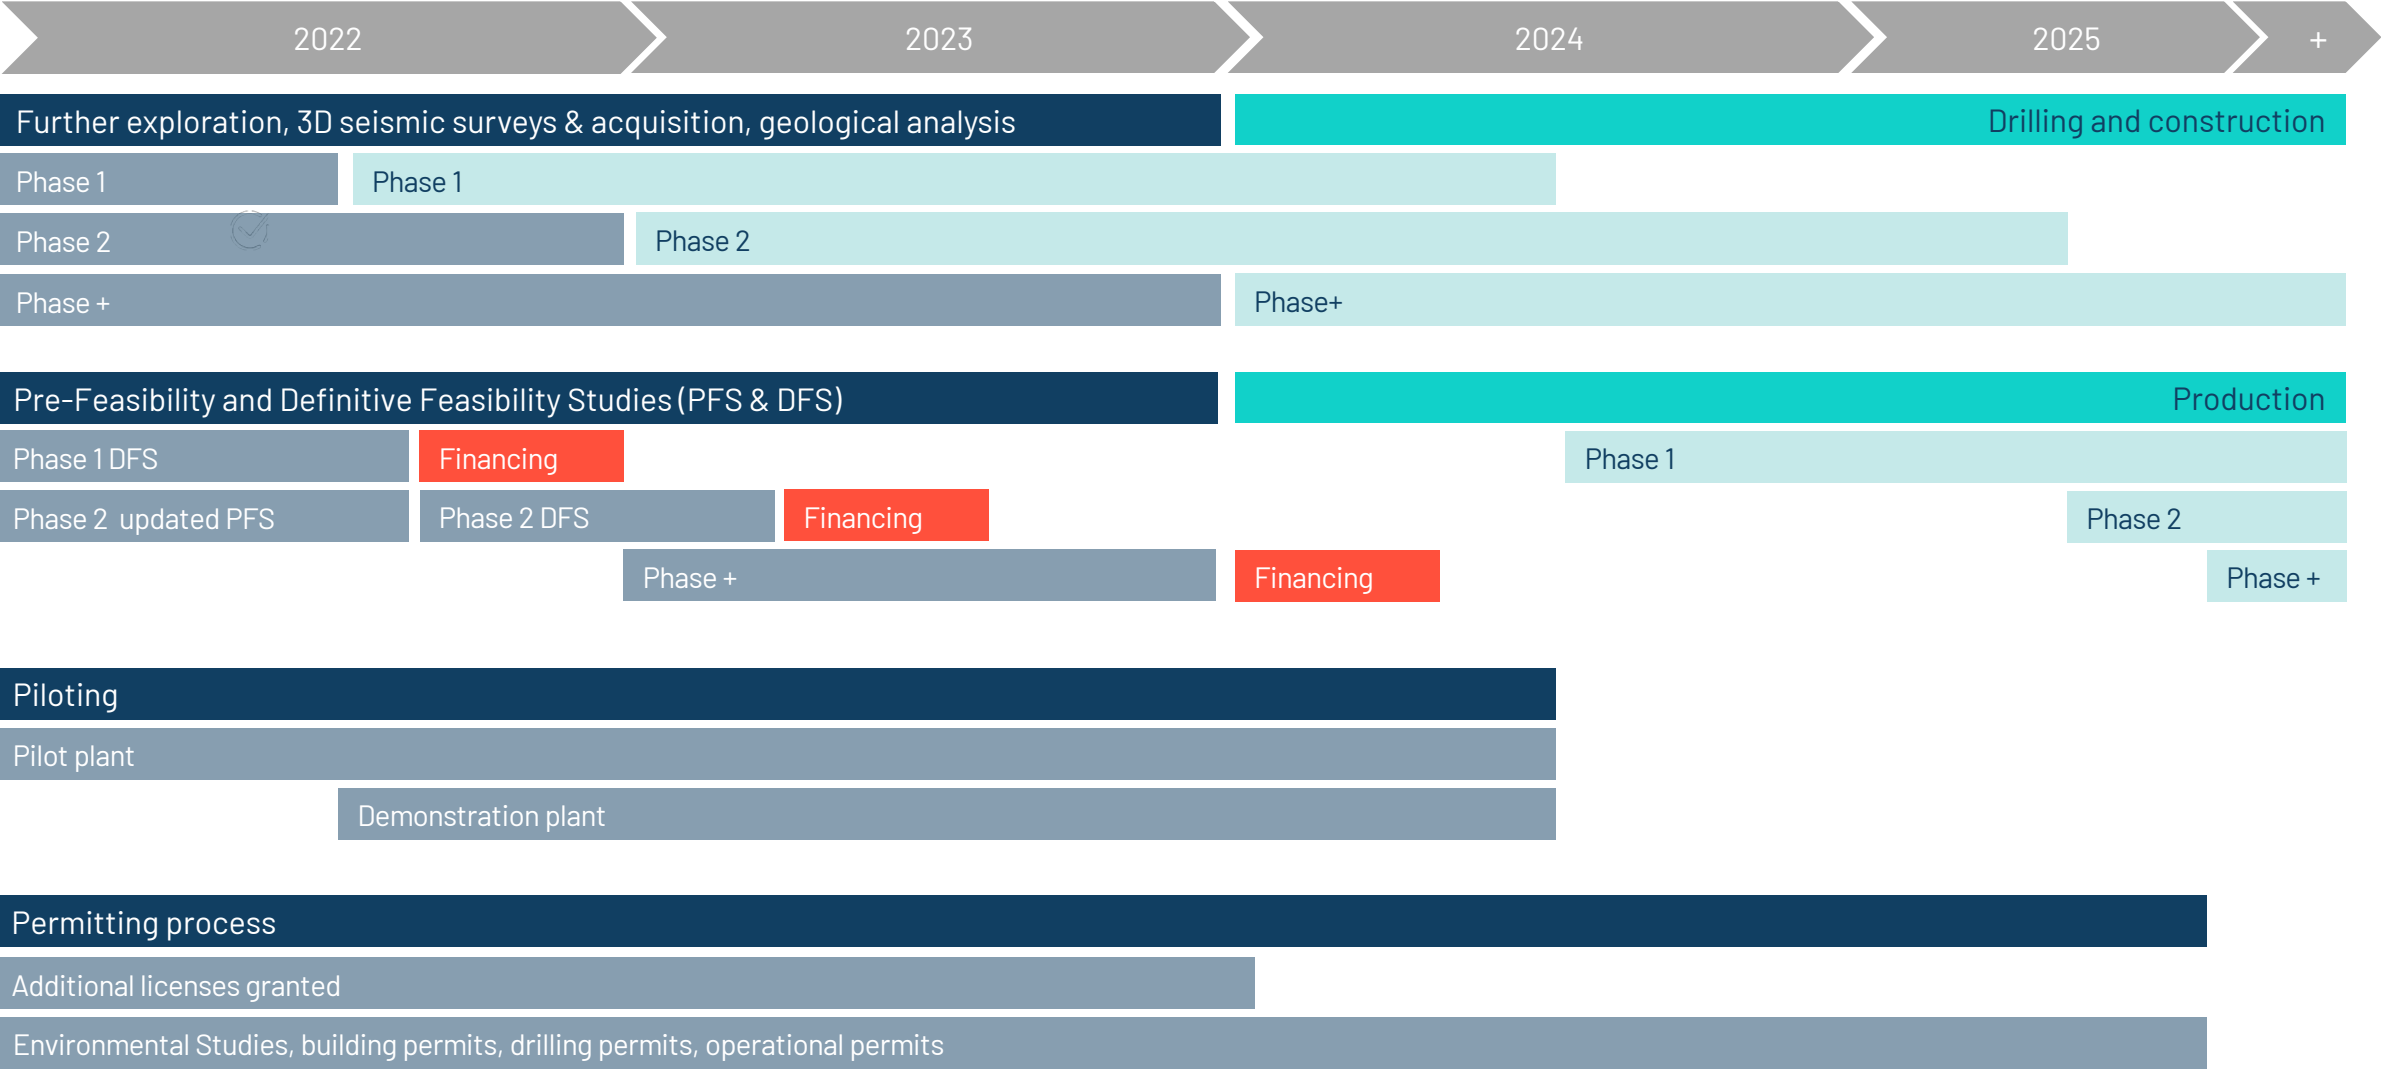 2022
2023
2024
2025
+
Further exploration, 3D seismic surveys & acquisition, geological analysis
Drilling and construction
Phase 1
Phase 1
Phase 2
Phase 2
Phase +
Phase+
Pre-Feasibility and Definitive Feasibility Studies (PFS & DFS)
Production
Phase 1 DFS
Financing
Phase 1
Phase 2 updated PFS
Phase 2 DFS
Financing
Phase 2
Phase +
Financing
Phase +
Piloting
Pilot plant
Demonstration plant
Permitting process
Additional licenses granted
Environmental Studies, building permits, drilling permits, operational permits